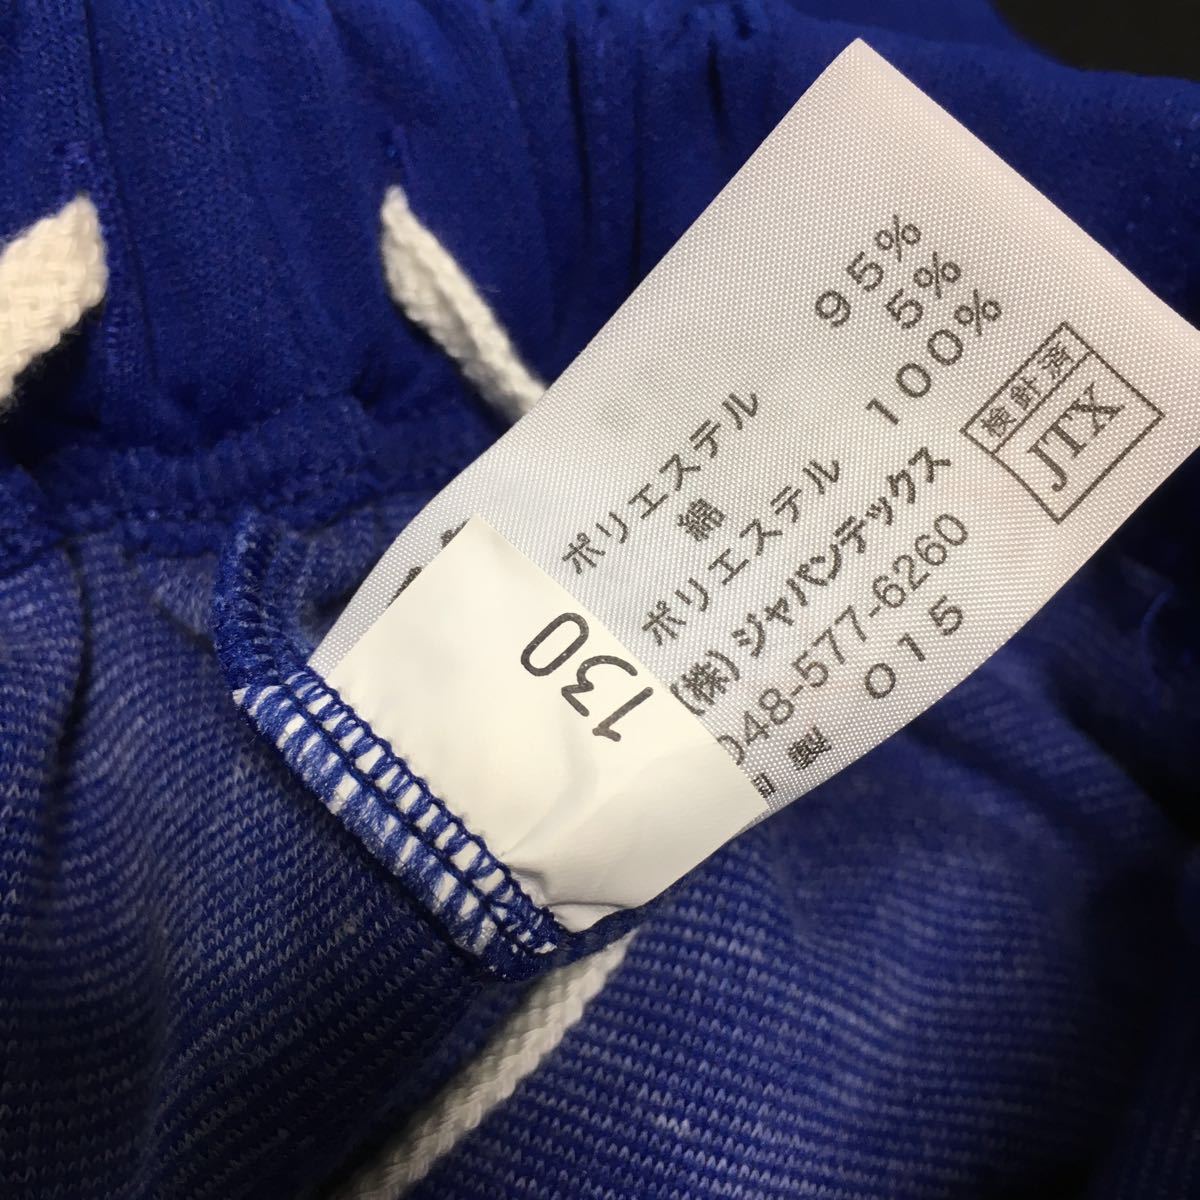 ポリエステル 95%
綿 5%
ポリエステル 100%
(株)ジャパンテックス
048-577-6260
製 015
検針済
JTX
130